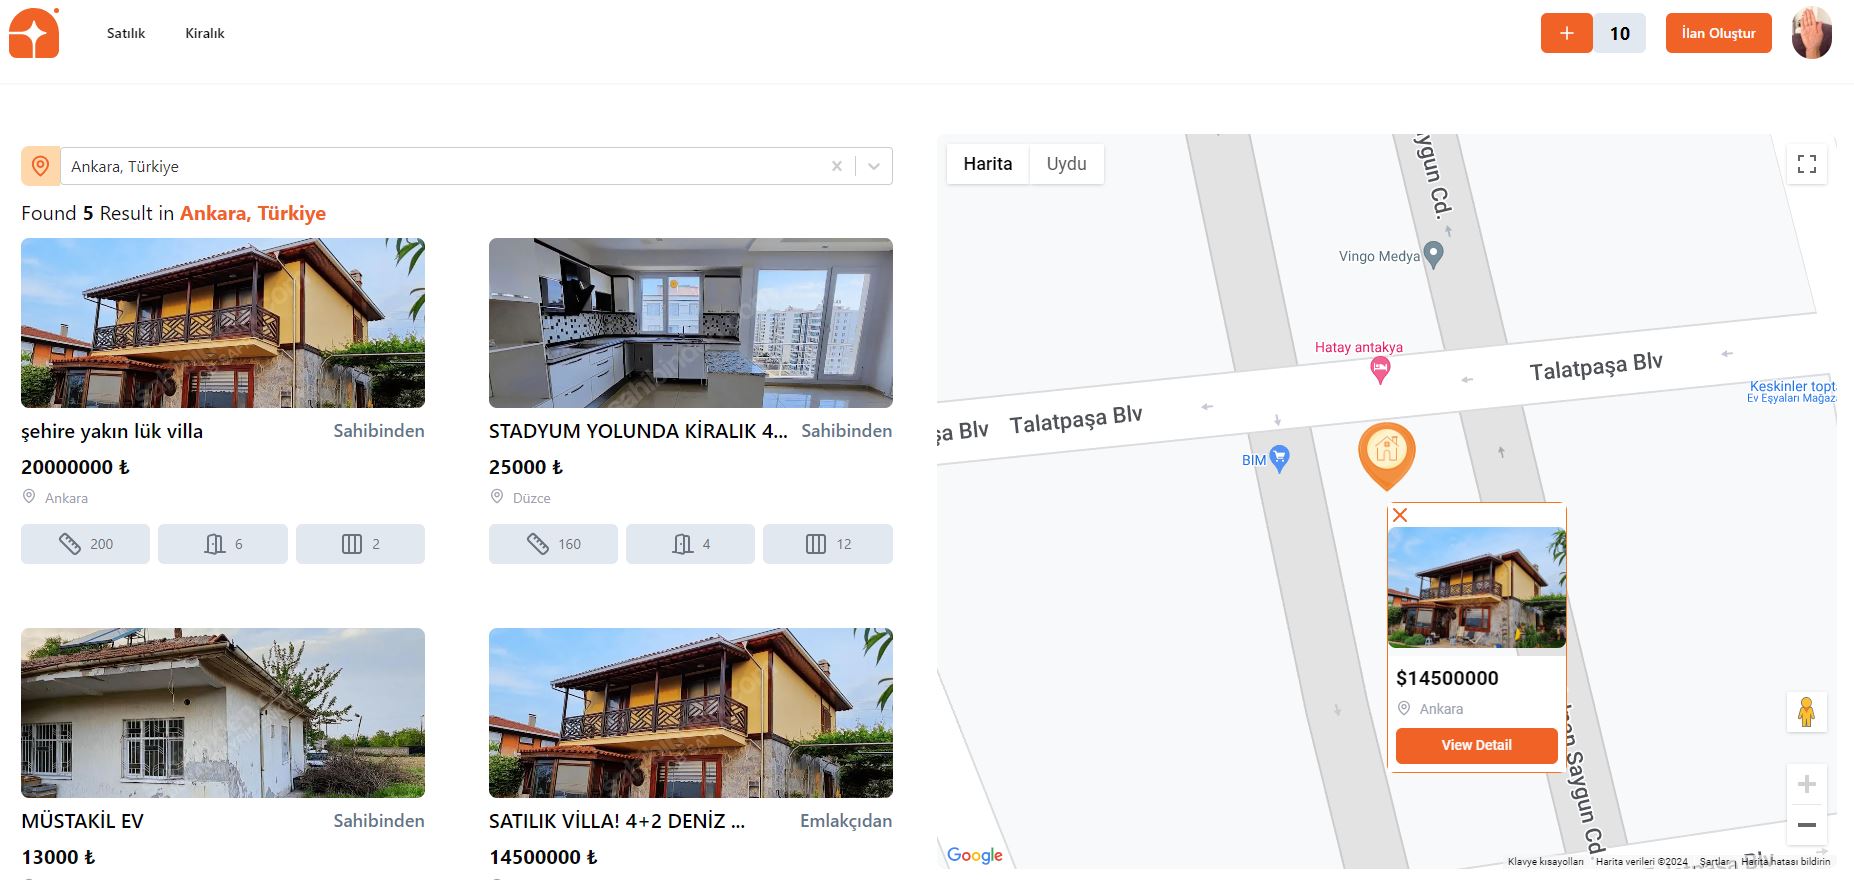 Satılık
Kiralık
+
10
İlan Oluştur
Ankara, Türkiye
Found 5 Result in Ankara, Türkiye
şehire yakın lük villa
Sahibinden
20000000 ₺
Ankara
200
6
2
STADYUM YOLUNDA KİRALIK 4...
Sahibinden
25000 ₺
Düzce
160
4
12
MÜSTAKİL EV
Sahibinden
13000 ₺
SATILIK VİLLA! 4+2 DENİZ ...
Emlakçıdan
14500000 ₺
Harita
Uydu
aygun Cd.
Vingo Medya
Hatay antakya
Talatpaşa Blv
Keskinler topta
Ev Eşyaları Mağaza
şa Blv
Talatpaşa Blv
BIM
$14500000
Ankara
View Detail
Saygun Cd
Google
Klavye kısayolları
Harita verileri ©2024
Şartlar
Harita hatası bildirin